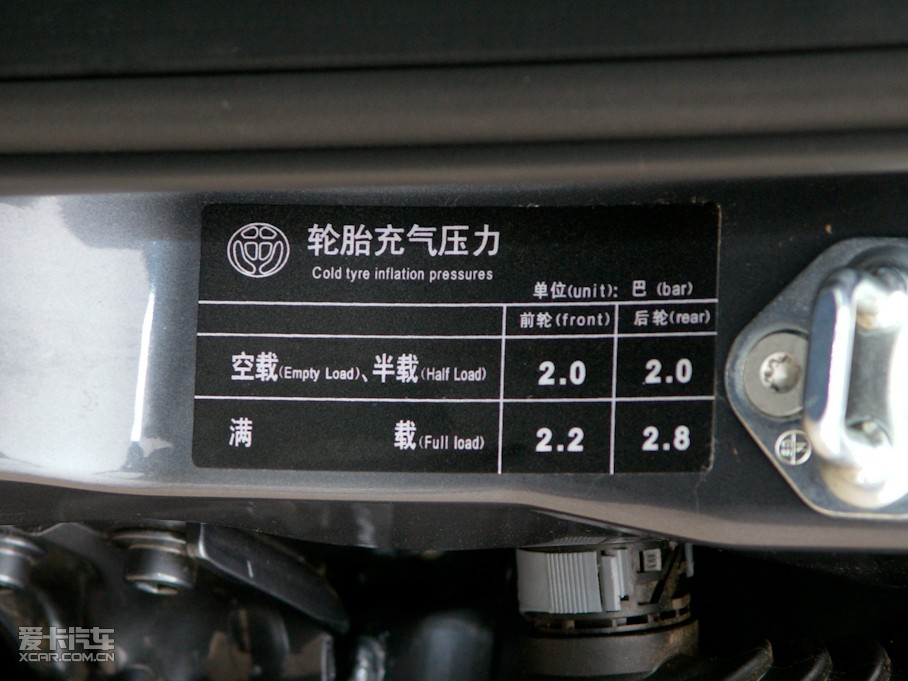 轮胎充气压力
Cold tyre inflation pressures
单位(unit): 巴 (bar)
前轮(front) 后轮(rear)
空载(Empty Load)、半载(Half Load) 2.0 2.0
满 载(Full load) 2.2 2.8
爱卡汽车
XCAR.COM.CN